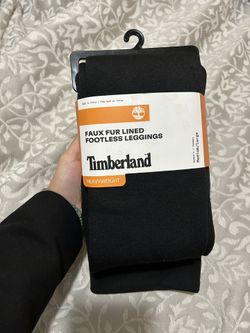 FAUX FUR LINED
FOOTLESS LEGGINGS
Timberland
HEAVYWEIGHT